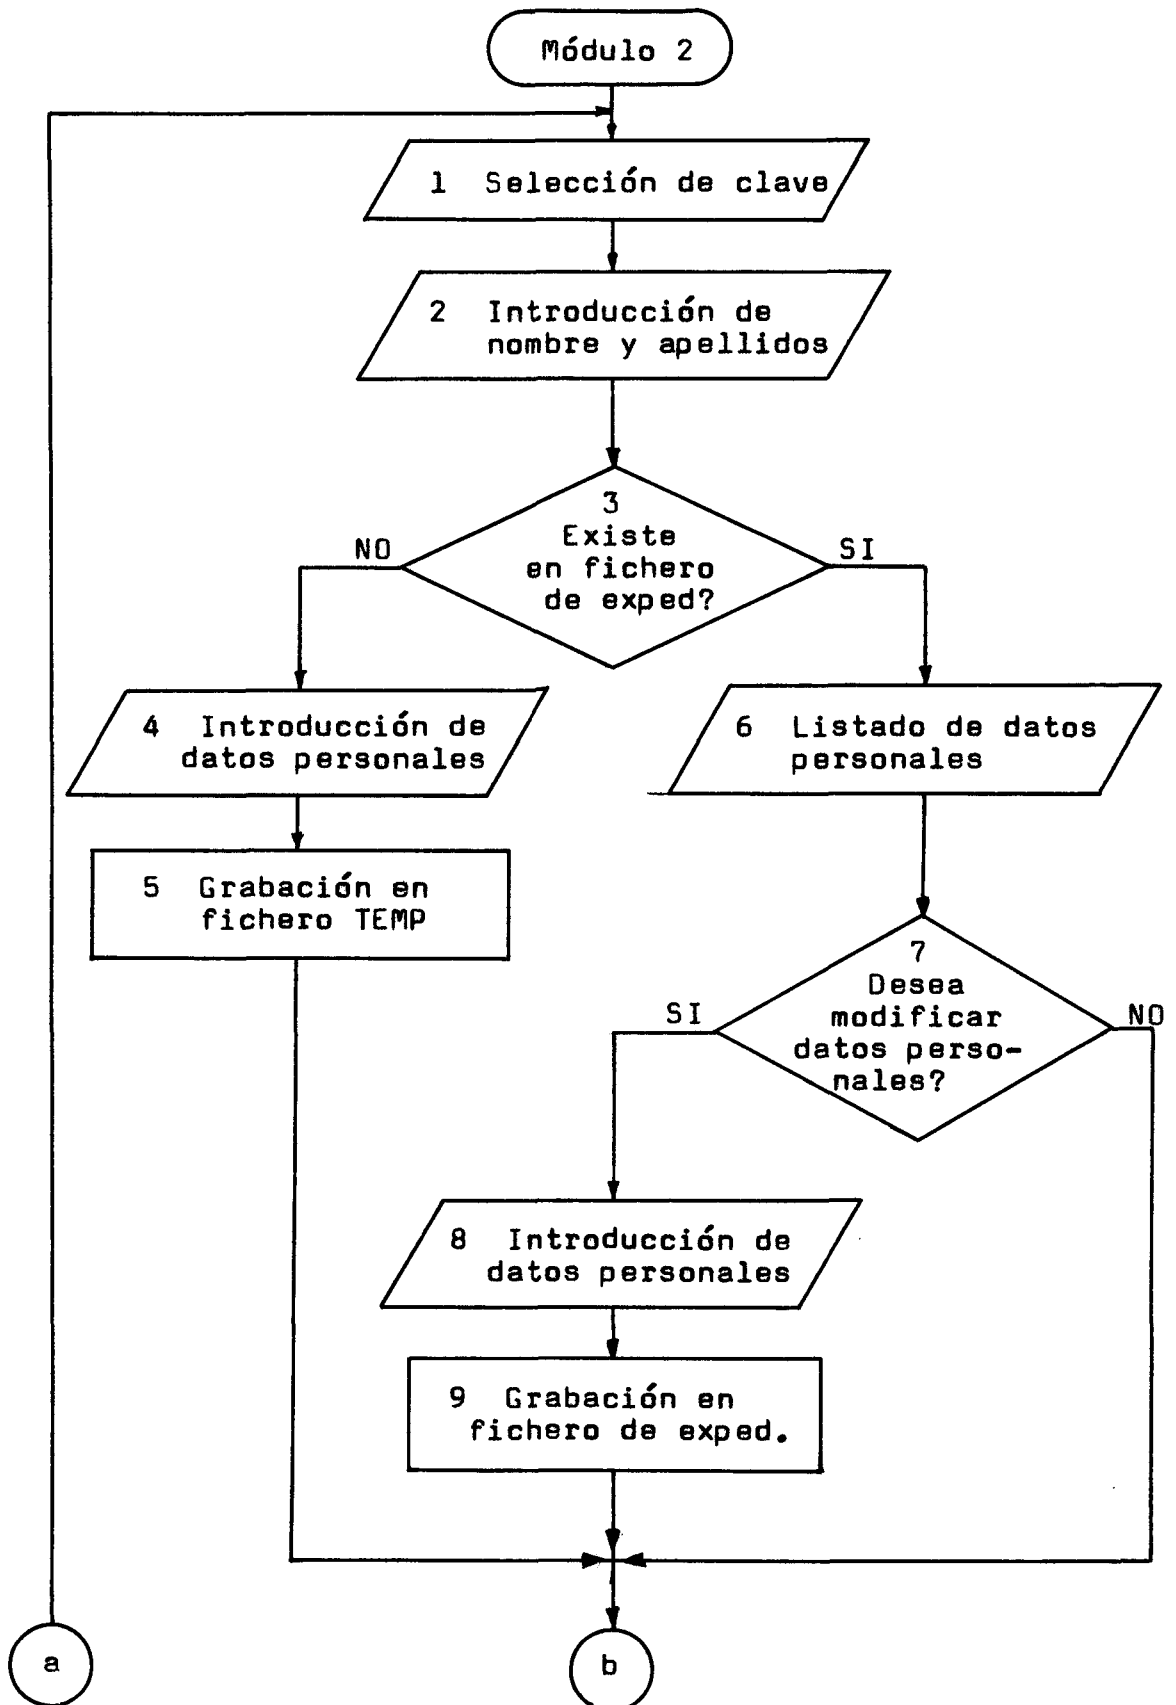 Módulo 2
1 Selección de clave
2 Introducción de
nombre y apellidos
3
Existe
en fichero
de exped?
NO
SI
4 Introducción de
datos personales
6 Listado de datos
personales
5 Grabación en
fichero TEMP
7
Desea
modificar
datos perso-
nales?
SI
NO
8 Introducción de
datos personales
9 Grabación en
fichero de exped.
a
b